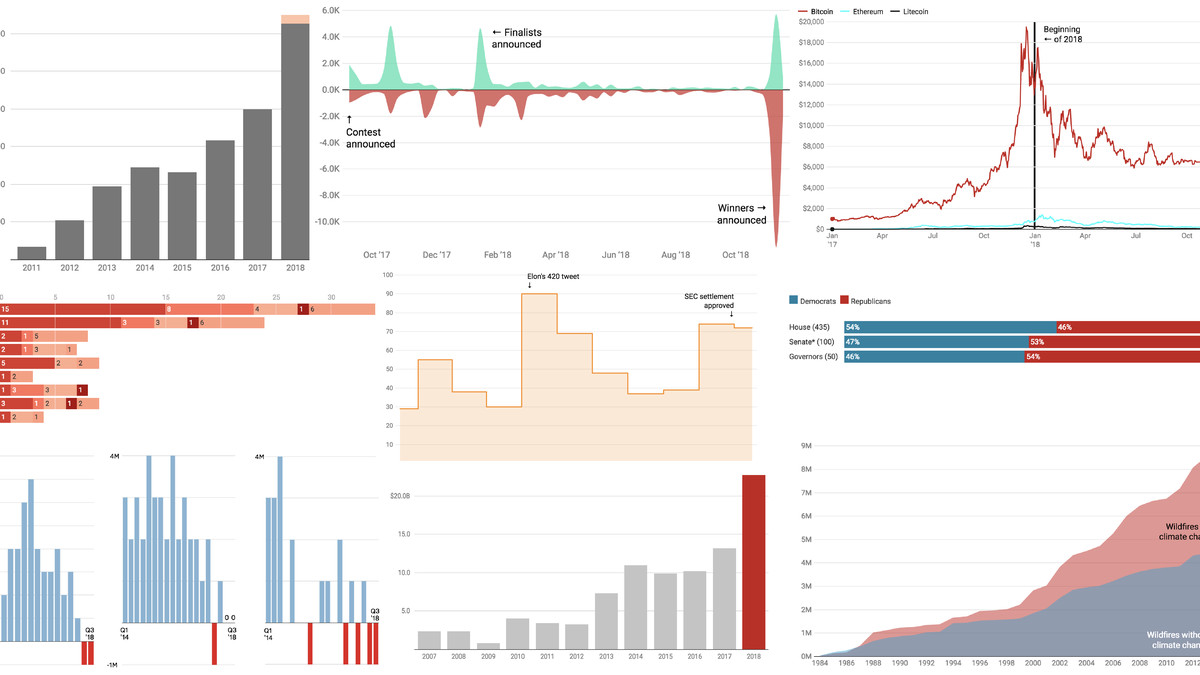 0
0
0
0
0
2011 2012 2013 2014 2015 2016 2017 2018
6.0K
4.0K
2.0K
0.0K
-2.0K
-4.0K
-6.0K
-8.0K
-10.0K
← Finalists
announced
↑
Contest
announced
Winners →
announced
Oct '17 Dec '17 Feb '18 Apr '18 Jun '18 Aug '18 Oct '18
Bitcoin Ethereum Litecoin
$20,000
$18,000
$16,000
$14,000
$12,000
$10,000
$8,000
$6,000
$4,000
$2,000
$0
Beginning
← of 2018
Jan Apr Jul Oct Jan Apr Jul Oct
'17 '18
0 5 10 15 20 25 30
15 8 4 1 6
11 3 3 1 6
2 1 5
2 1 3 1
5 2 2
1 2
1 3 3 1
3 1 2 1 2
1 2 1
100
90
80
70
60
50
40
30
20
10
Elon's 420 tweet
↓
SEC settlement
approved
↓
Democrats Republicans
House (435) 54% 46%
Senate* (100) 47% 53%
Governors (50) 46% 54%
Q3
'18
4M
-1M
0 0
Q1
'14
Q3
'18
4M
Q1
'14
Q3
'18
$20.0B
15.0
10.0
5.0
2007 2008 2009 2010 2011 2012 2013 2014 2015 2016 2017 2018
9M
8M
7M
6M
5M
4M
3M
2M
1M
0M
Wildfires
climate cha
Wildfires witho
climate chan
1984 1986 1988 1990 1992 1994 1996 1998 2000 2002 2004 2006 2008 2010 2012